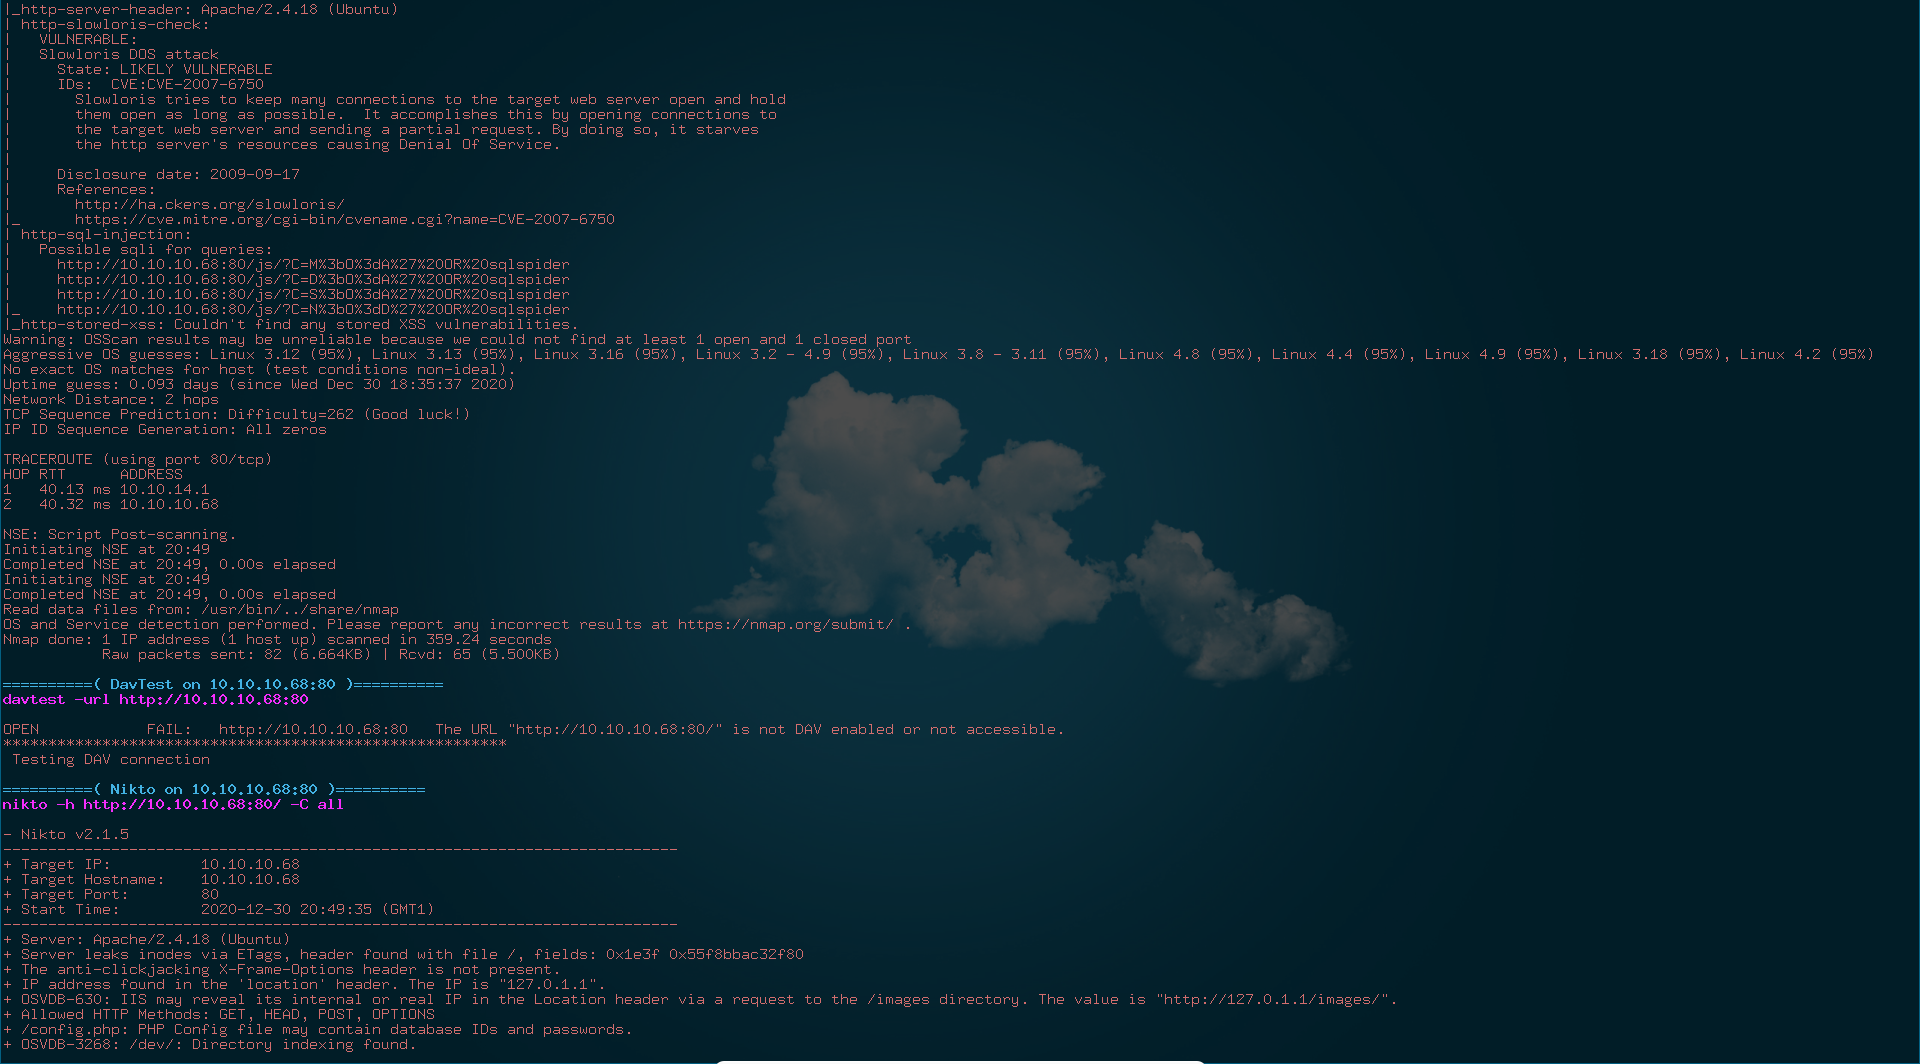 |_http-server-header: Apache/2.4.18 (Ubuntu)
| http-slowloris-check:
|   VULNERABLE:
|   Slowloris DOS attack
|     State: LIKELY VULNERABLE
|     IDs:  CVE:CVE-2007-6750
|       Slowloris tries to keep many connections to the target web server open and hold
|       them open as long as possible.  It accomplishes this by opening connections to
|       the target web server and sending a partial request. By doing so, it starves
|       the http server's resources causing Denial Of Service.
|
|     Disclosure date: 2009-09-17
|     References:
|       http://ha.ckers.org/slowloris/
|_      https://cve.mitre.org/cgi-bin/cvename.cgi?name=CVE-2007-6750
| http-sql-injection:
|   Possible sqli for queries:
|     http://10.10.10.68:80/js/?C=M%3bO%3dA%27%20OR%20sqlspider
|     http://10.10.10.68:80/js/?C=D%3bO%3dA%27%20OR%20sqlspider
|     http://10.10.10.68:80/js/?C=S%3bO%3dA%27%20OR%20sqlspider
|_    http://10.10.10.68:80/js/?C=N%3bO%3dD%27%20OR%20sqlspider
|_http-stored-xss: Couldn't find any stored XSS vulnerabilities.
Warning: OSScan results may be unreliable because we could not find at least 1 open and 1 closed port
Aggressive OS guesses: Linux 3.12 (95%), Linux 3.13 (95%), Linux 3.16 (95%), Linux 3.2 - 4.9 (95%), Linux 3.8 - 3.11 (95%), Linux 4.8 (95%), Linux 4.4 (95%), Linux 4.9 (95%), Linux 3.18 (95%), Linux 4.2 (95%)
No exact OS matches for host (test conditions non-ideal).
Uptime guess: 0.093 days (since Wed Dec 30 18:35:37 2020)
Network Distance: 2 hops
TCP Sequence Prediction: Difficulty=262 (Good luck!)
IP ID Sequence Generation: All zeros

TRACEROUTE (using port 80/tcp)
HOP RTT      ADDRESS
1   40.13 ms 10.10.14.1
2   40.32 ms 10.10.10.68

NSE: Script Post-scanning.
Initiating NSE at 20:49
Completed NSE at 20:49, 0.00s elapsed
Initiating NSE at 20:49
Completed NSE at 20:49, 0.00s elapsed
Read data files from: /usr/bin/../share/nmap
OS and Service detection performed. Please report any incorrect results at https://nmap.org/submit/ .
Nmap done: 1 IP address (1 host up) scanned in 359.24 seconds
           Raw packets sent: 82 (6.664KB) | Rcvd: 65 (5.500KB)

==========( DavTest on 10.10.10.68:80 )==========
davtest -url http://10.10.10.68:80

OPEN            FAIL:   http://10.10.10.68:80   The URL "http://10.10.10.68:80/" is not DAV enabled or not accessible.
********************************************************
 Testing DAV connection

==========( Nikto on 10.10.10.68:80 )==========
nikto -h http://10.10.10.68:80/ -C all

- Nikto v2.1.5
---------------------------------------------------------------------------
+ Target IP:          10.10.10.68
+ Target Hostname:    10.10.10.68
+ Target Port:        80
+ Start Time:         2020-12-30 20:49:35 (GMT1)
---------------------------------------------------------------------------
+ Server: Apache/2.4.18 (Ubuntu)
+ Server leaks inodes via ETags, header found with file /, fields: 0x1e3f 0x55f8bbac32f80
+ The anti-clickjacking X-Frame-Options header is not present.
+ IP address found in the 'location' header. The IP is "127.0.1.1".
+ OSVDB-630: IIS may reveal its internal or real IP in the Location header via a request to the /images directory. The value is "http://127.0.1.1/images/".
+ Allowed HTTP Methods: GET, HEAD, POST, OPTIONS
+ /config.php: PHP Config file may contain database IDs and passwords.
+ OSVDB-3268: /dev/: Directory indexing found.